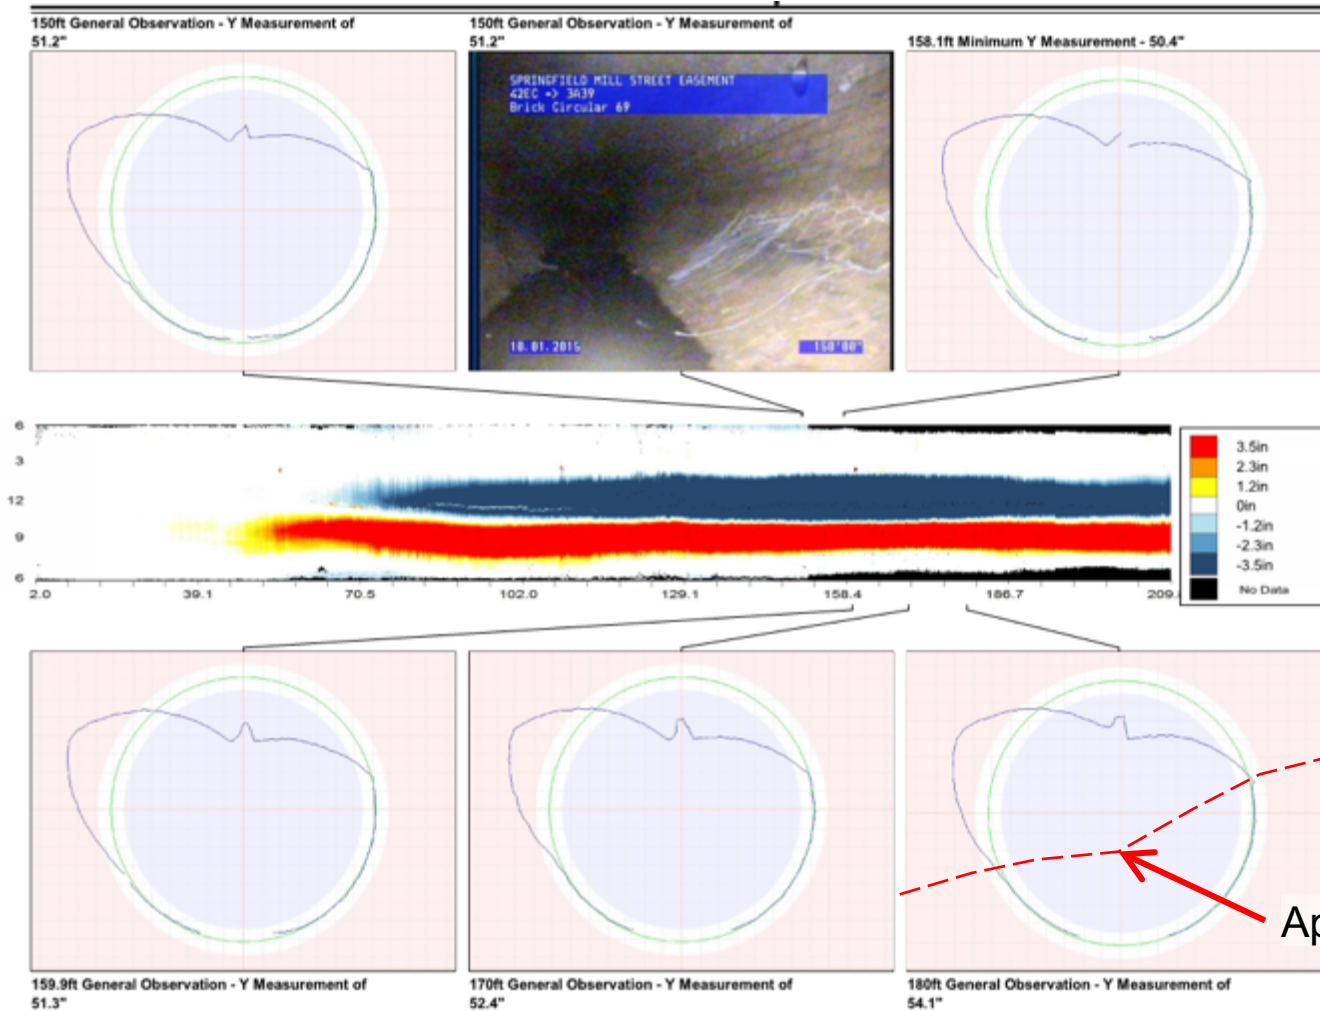 150ft General Observation - Y Measurement of
51.2"
150ft General Observation - Y Measurement of
51.2"
158.1ft Minimum Y Measurement - 50.4"
SPRINGFIELD MILL STREET EASEMENT
42EC => 3A39
Brick Circular 69
10.01.2015
150'00"
6
3
12
9
6
2.0 39.1 70.5 102.0 129.1 158.4 186.7 209.
3.5in
2.3in
1.2in
0in
-1.2in
-2.3in
-3.5in
No Data
Ap
159.9ft General Observation - Y Measurement of
51.3"
170ft General Observation - Y Measurement of
52.4"
180ft General Observation - Y Measurement of
54.1"